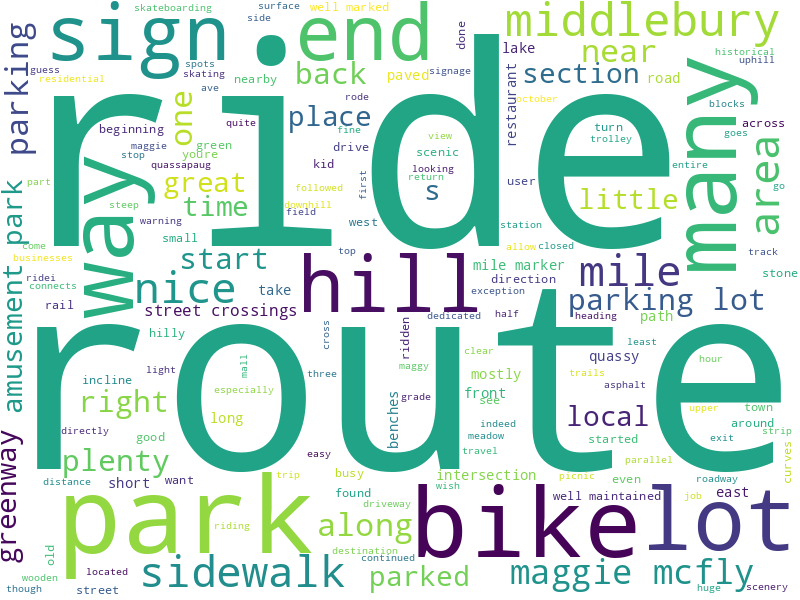 skateboarding
side
surface
well marked
historical
uphill
sign
end
middlebury
guess
residential
spots
skating
ave
nearby
back
paved
signage
done
lake
near
section
road
many
blocks
parking
one
beginning
maggie
stop
quite
green
you're
quassapaug
place
rode
fine
drive
kid
view
scenic
looking
return
restaurant
turn
trolley
across
goes
entire
area
go
ride
way
part
steep
great
time
followed
downhill
first
s
user
little
warning
field
small
west
station
allow
closed
track
come
businesses
ridei
connects
rail
start
top
mile marker
direction
stone
nice
take
hill
exception
mile
street crossings
half
parking lot
dedicated
heading
path
amusement park
hilly
cross
ridden
clear
least
light
mall
three
maggy
mostly
quassy
hour
trails
incline
especially
grade
front
asphalt
right
long
benches
see
upper
town
local
directly
good
easy
indeed
started
around
exit
strip
meadow
route
greenway
plenty
busy
travel
parallel
curves
distance
short
want
trip
found
intersection
even
picnic
roadway
wish
park
driveway
bike
well maintained
east
job
lot
riding
along
old
destination
wooden
though
located
street
sidewalk
continued
parked
maggie mcfly
huge
scenery
october